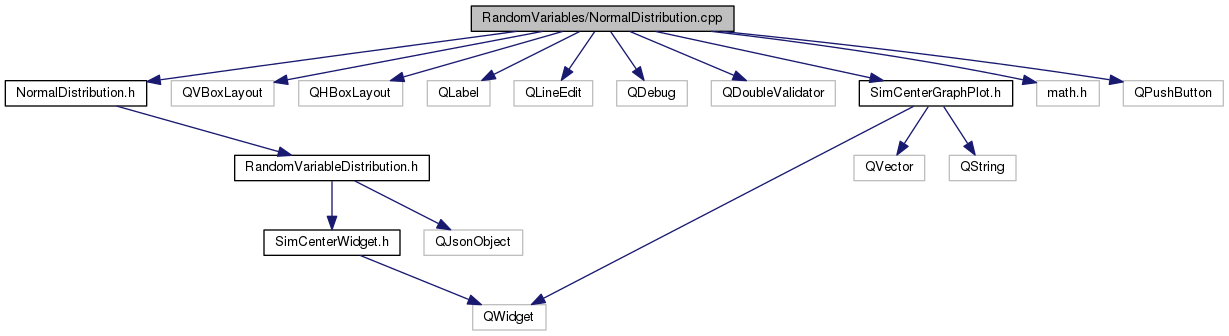 RandomVariables/NormalDistribution.cpp
NormalDistribution.h
QVBoxLayout
QHBoxLayout
QLabel
QLineEdit
QDebug
QDoubleValidator
SimCenterGraphPlot.h
math.h
QPushButton
RandomVariableDistribution.h
QVector
QString
SimCenterWidget.h
QJsonObject
QWidget